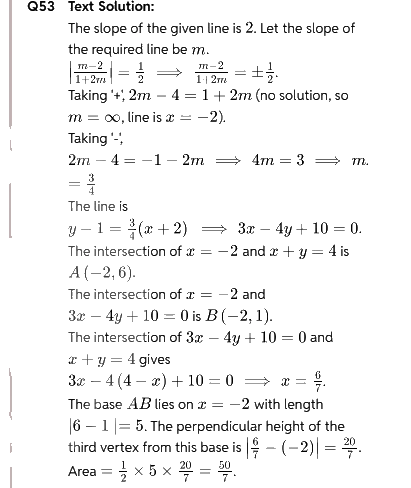 Q53 Text Solution:
The slope of the given line is 2. Let the slope of
the required line be m.
|m−2/1+2m| = 1/2 ⟹ m−2/1+2m = ±1/2.
Taking '+', 2m − 4 = 1 + 2m (no solution, so
m = ∞, line is x = −2).
Taking '-',
2m − 4 = −1 − 2m ⟹ 4m = 3 ⟹ m.
= 3/4
The line is
y − 1 = 3/4(x + 2) ⟹ 3x − 4y + 10 = 0.
The intersection of x = −2 and x + y = 4 is
A (−2, 6).
The intersection of x = −2 and
3x − 4y + 10 = 0 is B (−2, 1).
The intersection of 3x − 4y + 10 = 0 and
x + y = 4 gives
3x − 4 (4 − x) + 10 = 0 ⟹ x = 6/7.
The base AB lies on x = −2 with length
|6 − 1 |= 5. The perpendicular height of the
third vertex from this base is |6/7 − (−2)| = 20/7.
Area = 1/2 × 5 × 20/7 = 50/7.